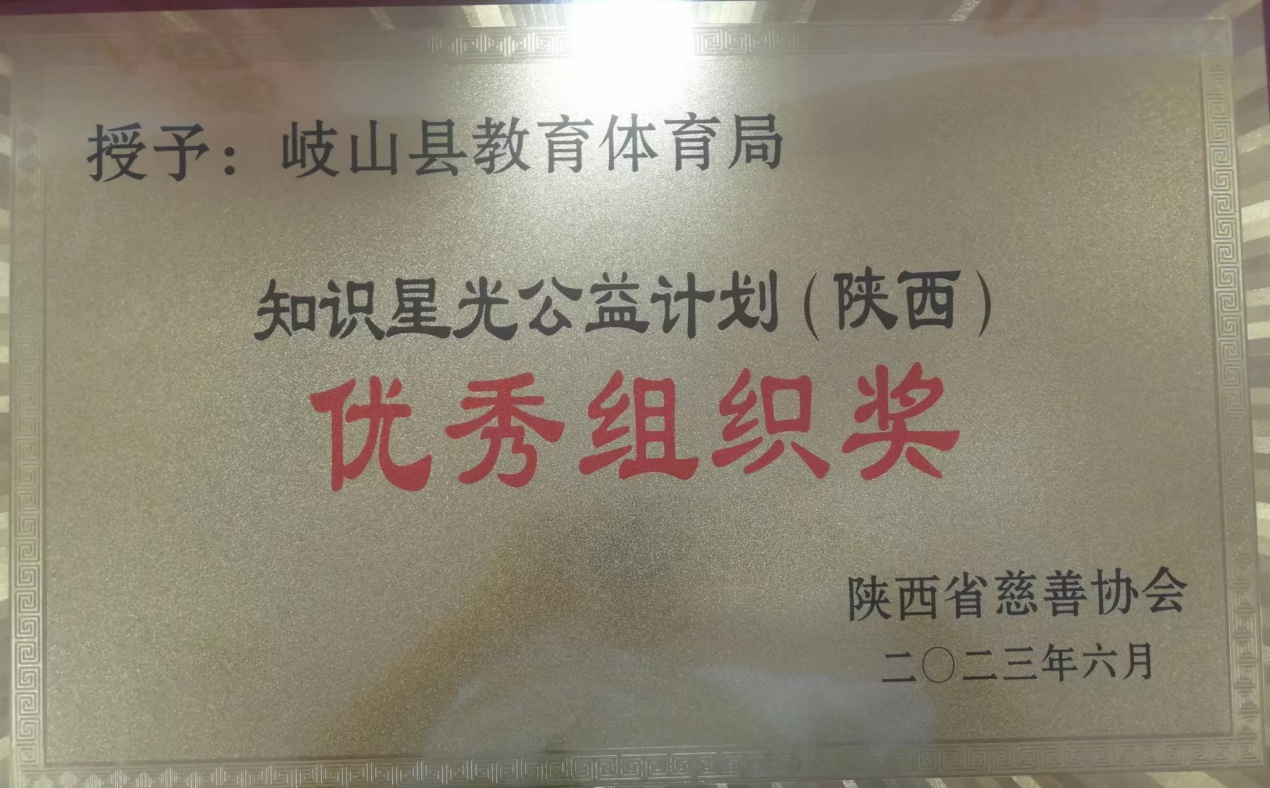 授予：岐山县教育体育局
知识星光公益计划（陕西）
优秀组织奖
陕西省慈善协会
二〇二三年六月